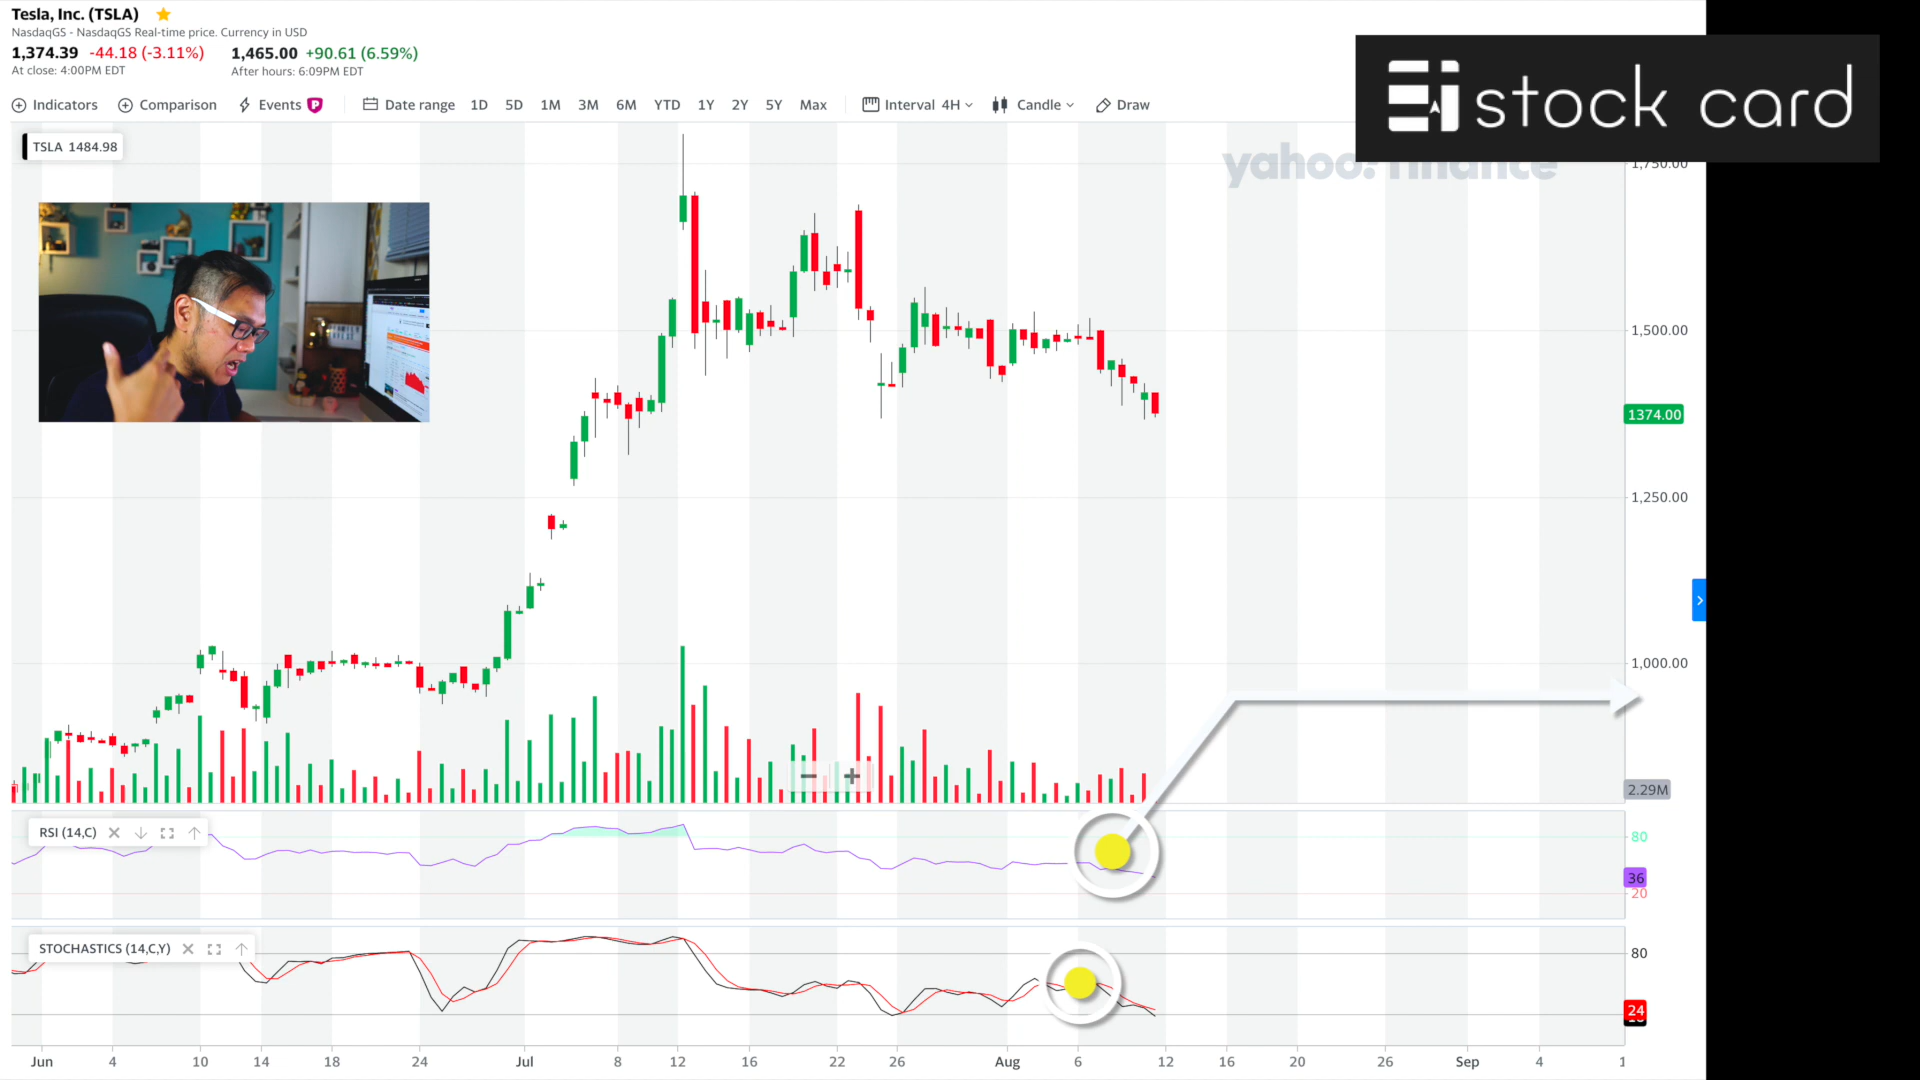 Tesla, Inc. (TSLA)
NasdaqGS - NasdaqGS Real-time price. Currency in USD
1,374.39 -44.18 (-3.11%) 1,465.00 +90.61 (6.59%)
At close: 4:00PM EDT After hours: 6:09PM EDT
Indicators Comparison Events P Date range 1D 5D 1M 3M 6M YTD 1Y 2Y 5Y Max Interval 4H Candle Draw
stock card
TSLA 1484.98
yahoo! finance
1,750.00
1,500.00
1374.00
1,250.00
1,000.00
2.29M
RSI (14,C)
80
36
20
STOCHASTICS (14,C,Y)
80
24
Jun 4 10 14 18 24 Jul 8 12 16 22 26 Aug 6 12 16 20 26 Sep 4 1